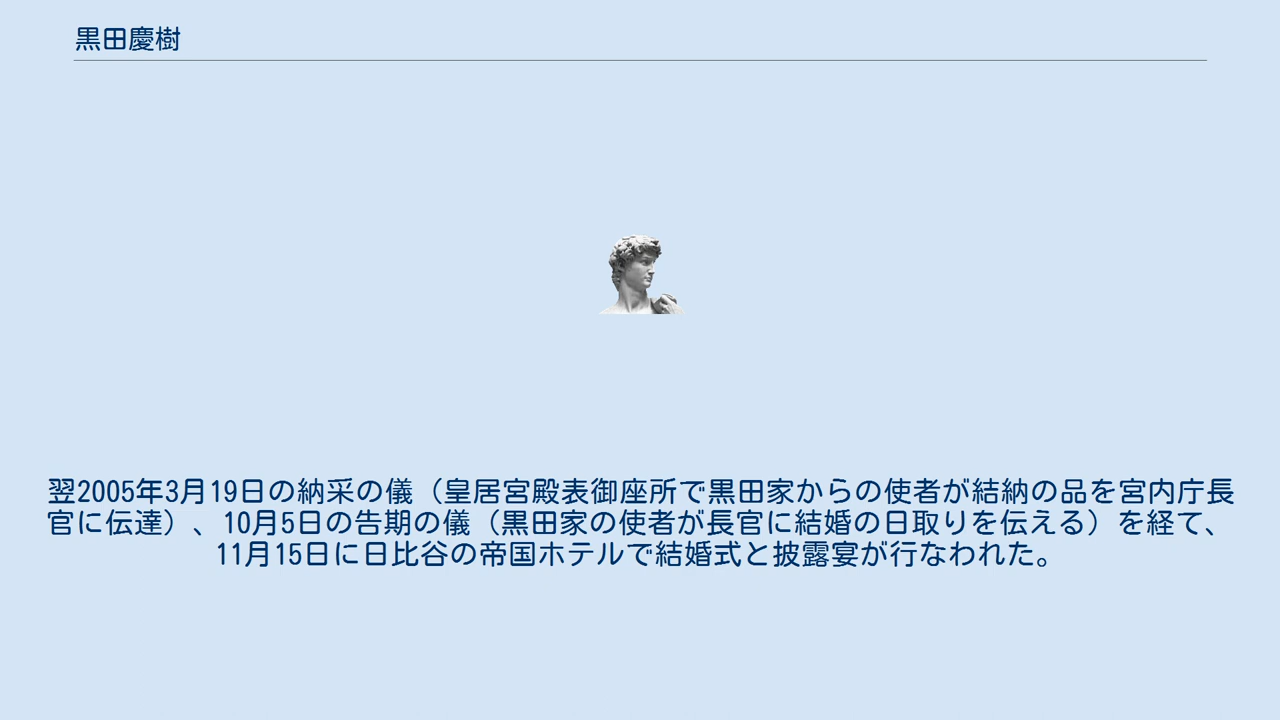 黒田慶樹
翌2005年3月19日の納采の儀（皇居宮殿表御座所で黒田家からの使者が結納の品を宮内庁長
官に伝達）、10月5日の告期の儀（黒田家の使者が長官に結婚の日取りを伝える）を経て、
11月15日に日比谷の帝国ホテルで結婚式と披露宴が行なわれた。